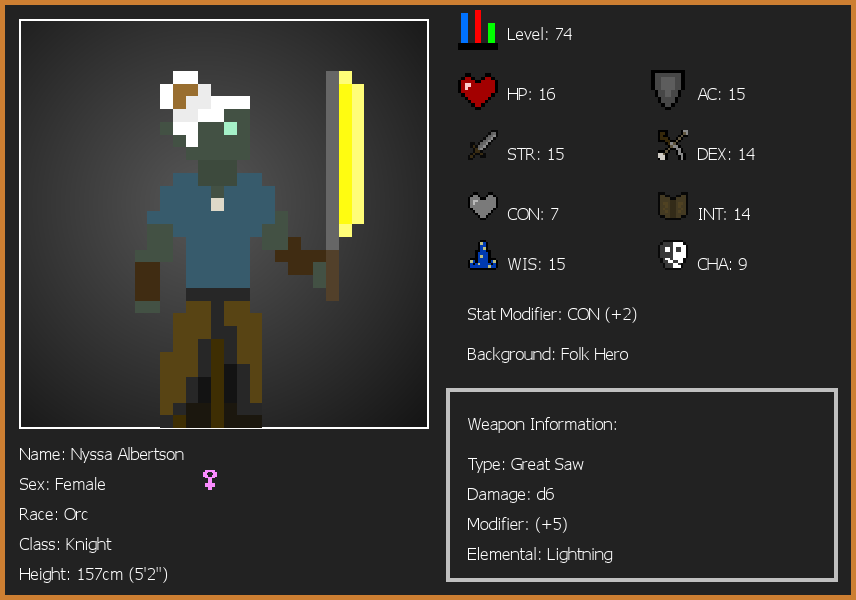 Level: 74
HP: 16
AC: 15
STR: 15
DEX: 14
CON: 7
INT: 14
WIS: 15
CHA: 9
Stat Modifier: CON (+2)
Background: Folk Hero
Weapon Information:
Type: Great Saw
Damage: d6
Modifier: (+5)
Elemental: Lightning
Name: Nyssa Albertson
Sex: Female
Race: Orc
Class: Knight
Height: 157cm (5'2")